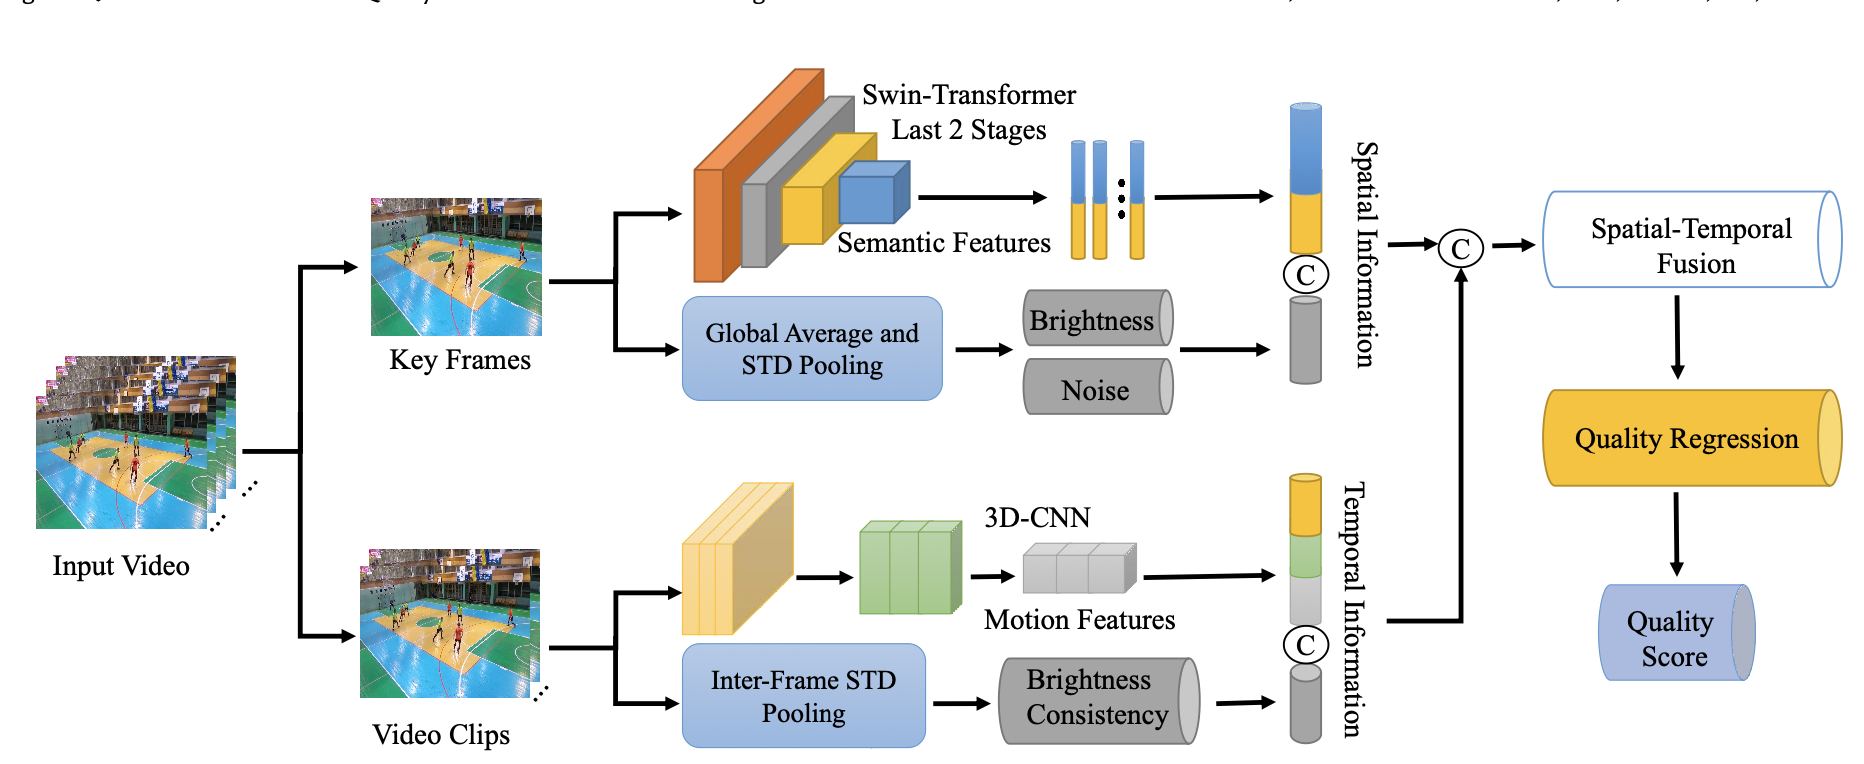 Swin-Transformer
Last 2 Stages
Semantic Features
Key Frames
Global Average and
STD Pooling
Brightness
Noise
C
Spatial Information
C
Spatial-Temporal
Fusion
Quality Regression
Quality
Score
Input Video
3D-CNN
Motion Features
Video Clips
Inter-Frame STD
Pooling
Brightness
Consistency
C
Temporal Information